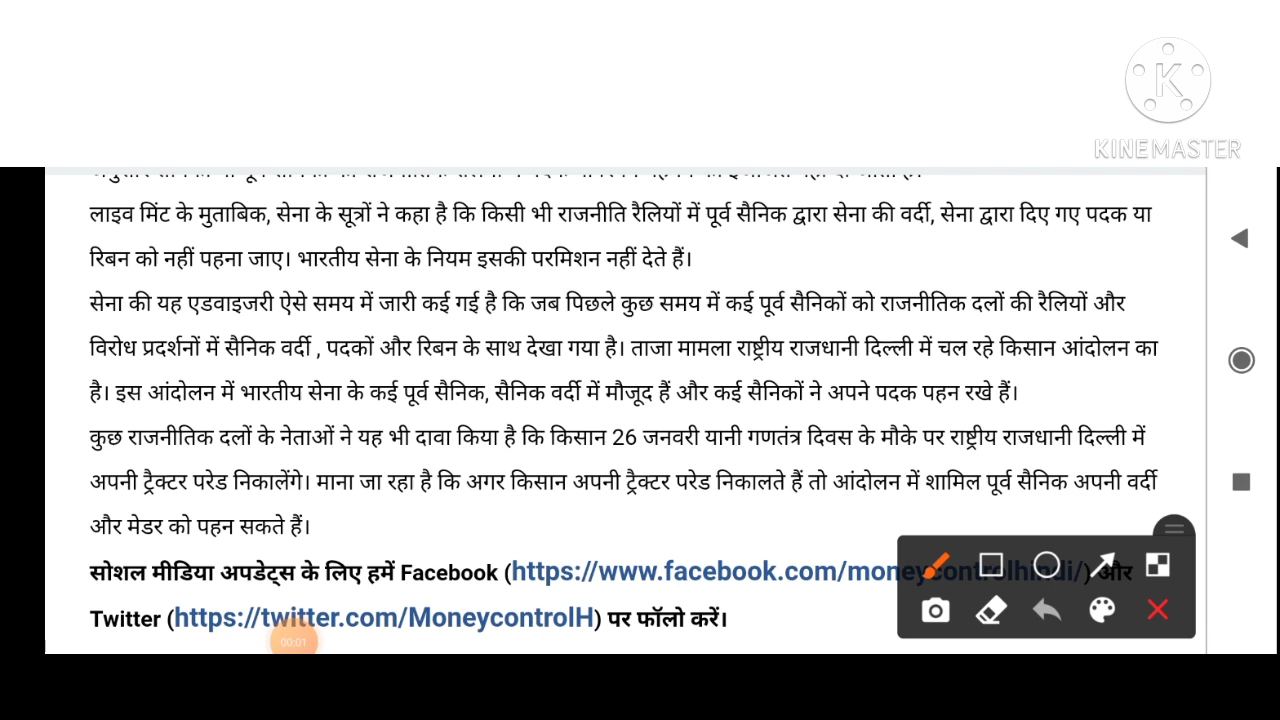 KINEMASTER
लाइव मिंट के मुताबिक, सेना के सूत्रों ने कहा है कि किसी भी राजनीति रैलियों में पूर्व सैनिक द्वारा सेना की वर्दी, सेना द्वारा दिए गए पदक या
रिबन को नहीं पहना जाए। भारतीय सेना के नियम इसकी परमिशन नहीं देते हैं।
सेना की यह एडवाइजरी ऐसे समय में जारी कई गई है कि जब पिछले कुछ समय में कई पूर्व सैनिकों को राजनीतिक दलों की रैलियों और
विरोध प्रदर्शनों में सैनिक वर्दी , पदकों और रिबन के साथ देखा गया है। ताजा मामला राष्ट्रीय राजधानी दिल्ली में चल रहे किसान आंदोलन का
है। इस आंदोलन में भारतीय सेना के कई पूर्व सैनिक, सैनिक वर्दी में मौजूद हैं और कई सैनिकों ने अपने पदक पहन रखे हैं।
कुछ राजनीतिक दलों के नेताओं ने यह भी दावा किया है कि किसान 26 जनवरी यानी गणतंत्र दिवस के मौके पर राष्ट्रीय राजधानी दिल्ली में
अपनी ट्रैक्टर परेड निकालेंगे। माना जा रहा है कि अगर किसान अपनी ट्रैक्टर परेड निकालते हैं तो आंदोलन में शामिल पूर्व सैनिक अपनी वर्दी
और मेडर को पहन सकते हैं।
सोशल मीडिया अपडेट्स के लिए हमें Facebook (https://www.facebook.com/moneycontrolhindi/) और
Twitter (https://twitter.com/MoneycontrolH) पर फॉलो करें।
00:01